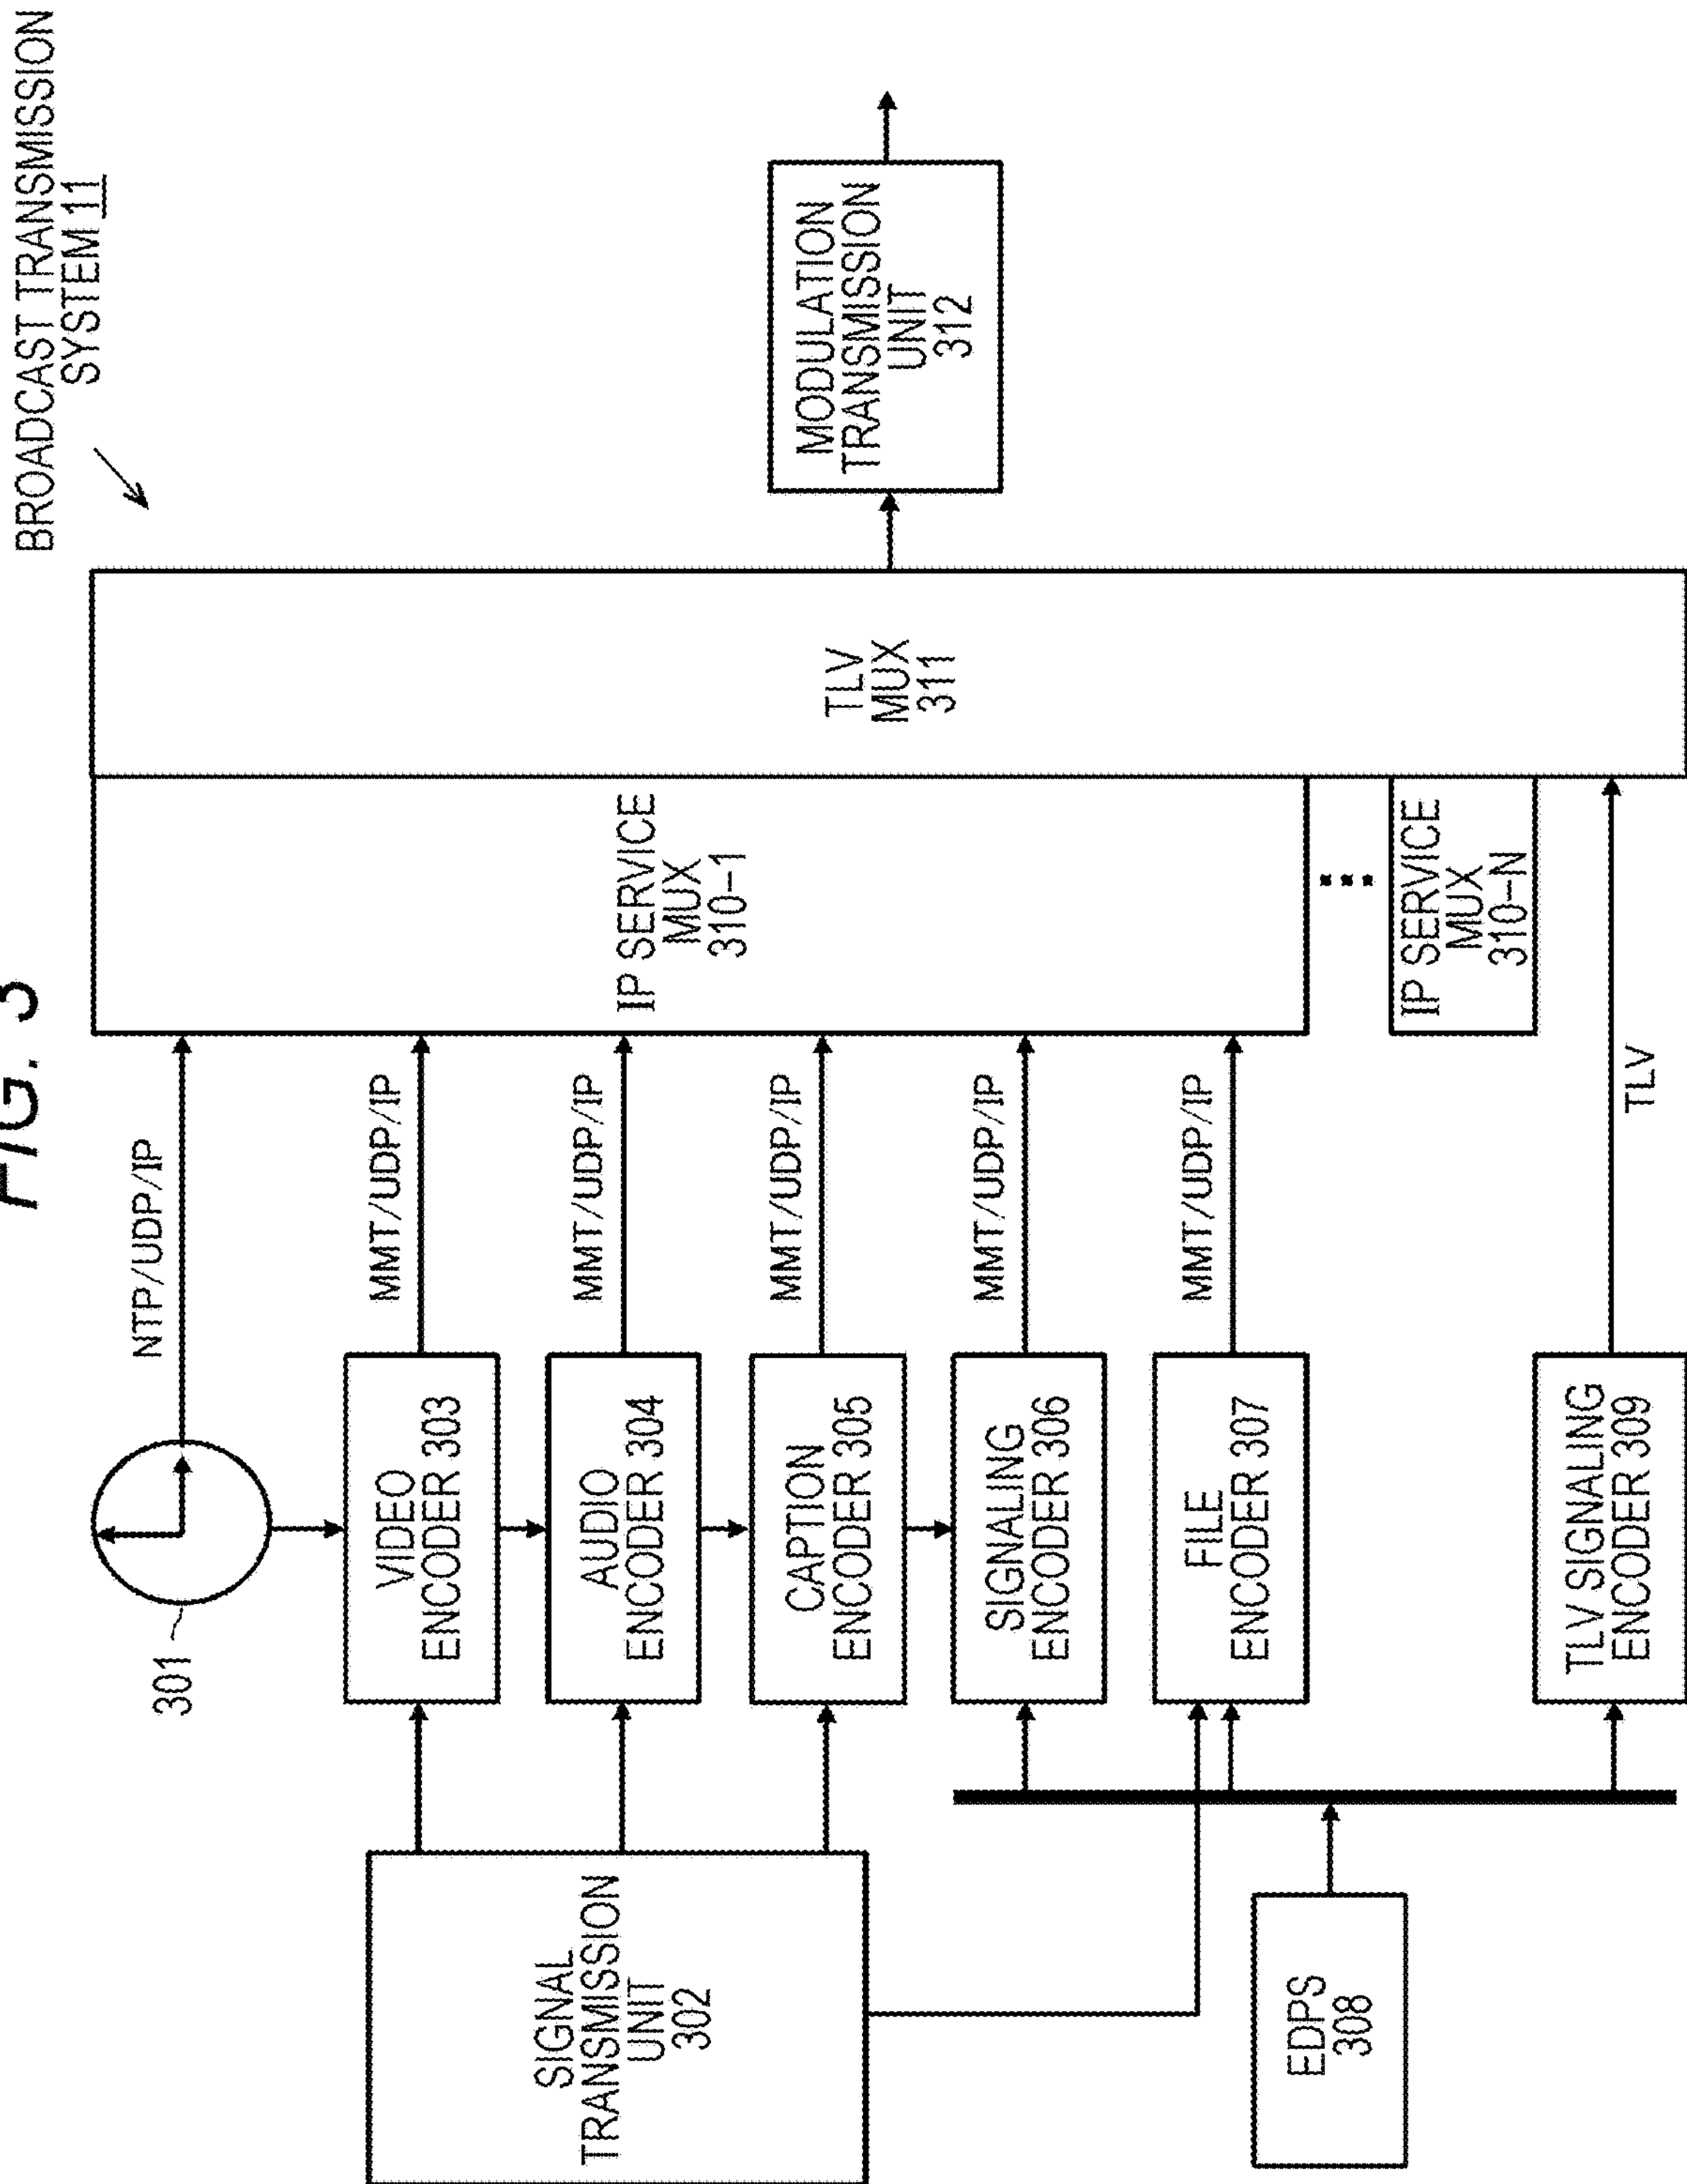 FIG. 3
BROADCAST TRANSMISSION
SYSTEM 11
301
NTP/UDP/IP
SIGNAL
TRANSMISSION
UNIT
302
VIDEO
ENCODER 303
MMT/UDP/IP
AUDIO
ENCODER 304
MMT/UDP/IP
CAPTION
ENCODER 305
MMT/UDP/IP
SIGNALING
ENCODER 306
MMT/UDP/IP
FILE
ENCODER 307
MMT/UDP/IP
EDPS
308
TLV SIGNALING
ENCODER 309
TLV
IP SERVICE
MUX
310-1
IP SERVICE
MUX
310-N
TLV
MUX
311
MODULATION
TRANSMISSION
UNIT
312